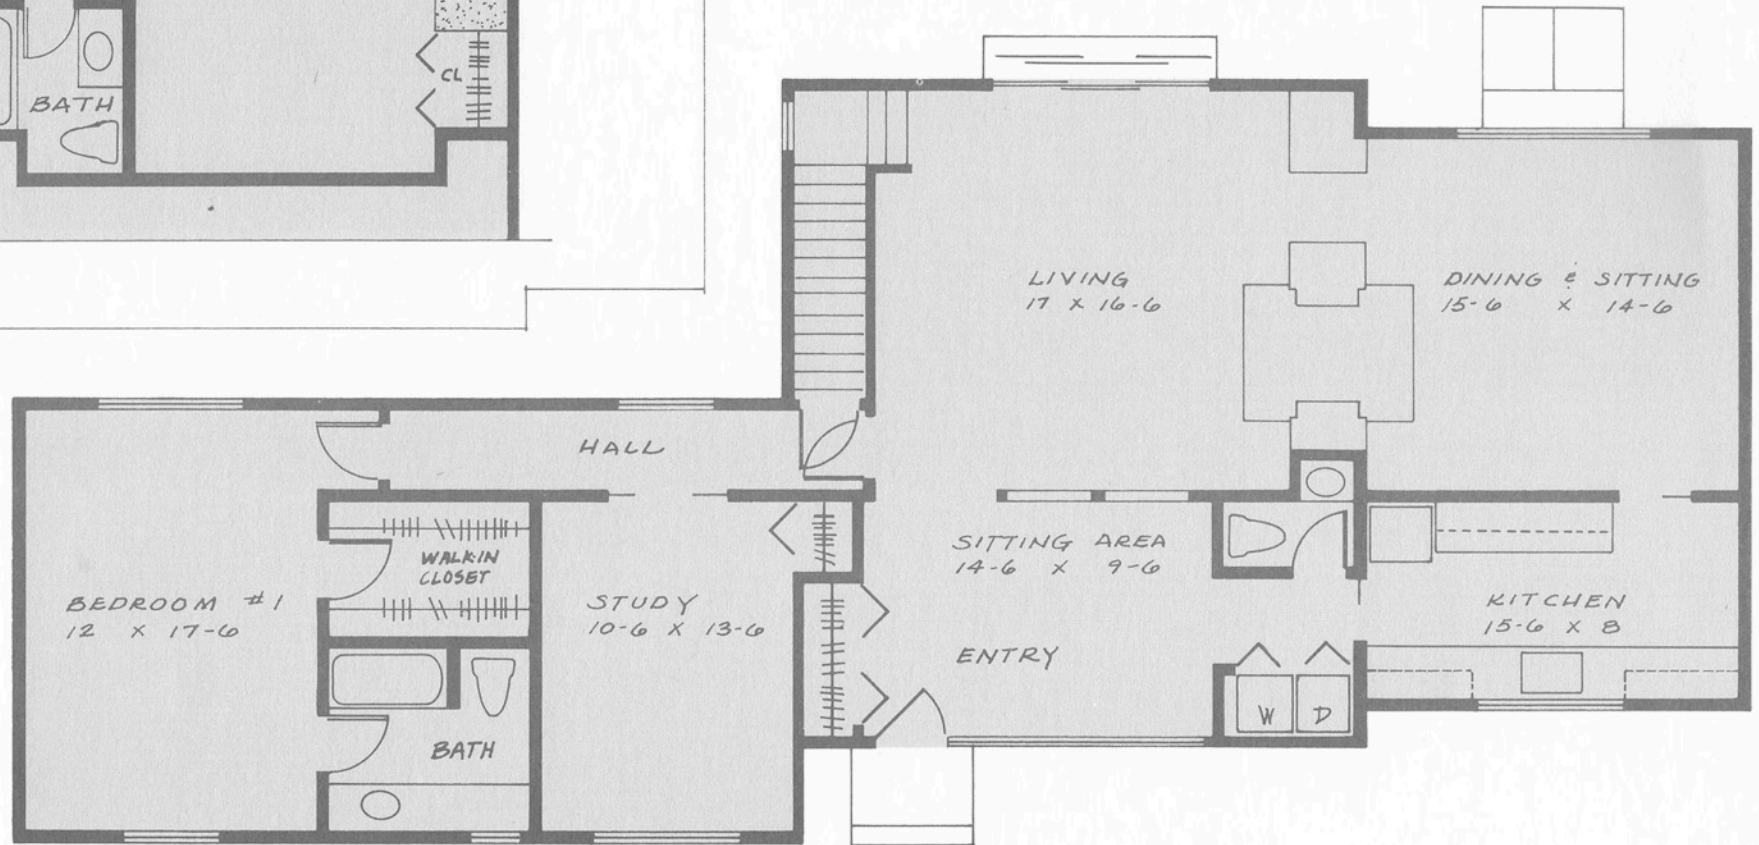 CL
BATH
LIVING
17 X 16-6
DINING & SITTING
15-6 X 14-6
HALL
SITTING AREA
14-6 X 9-6
WALK-IN
CLOSET
BEDROOM #1
12 X 17-6
STUDY
10-6 X 13-6
KITCHEN
15-6 X 8
ENTRY
W D
BATH